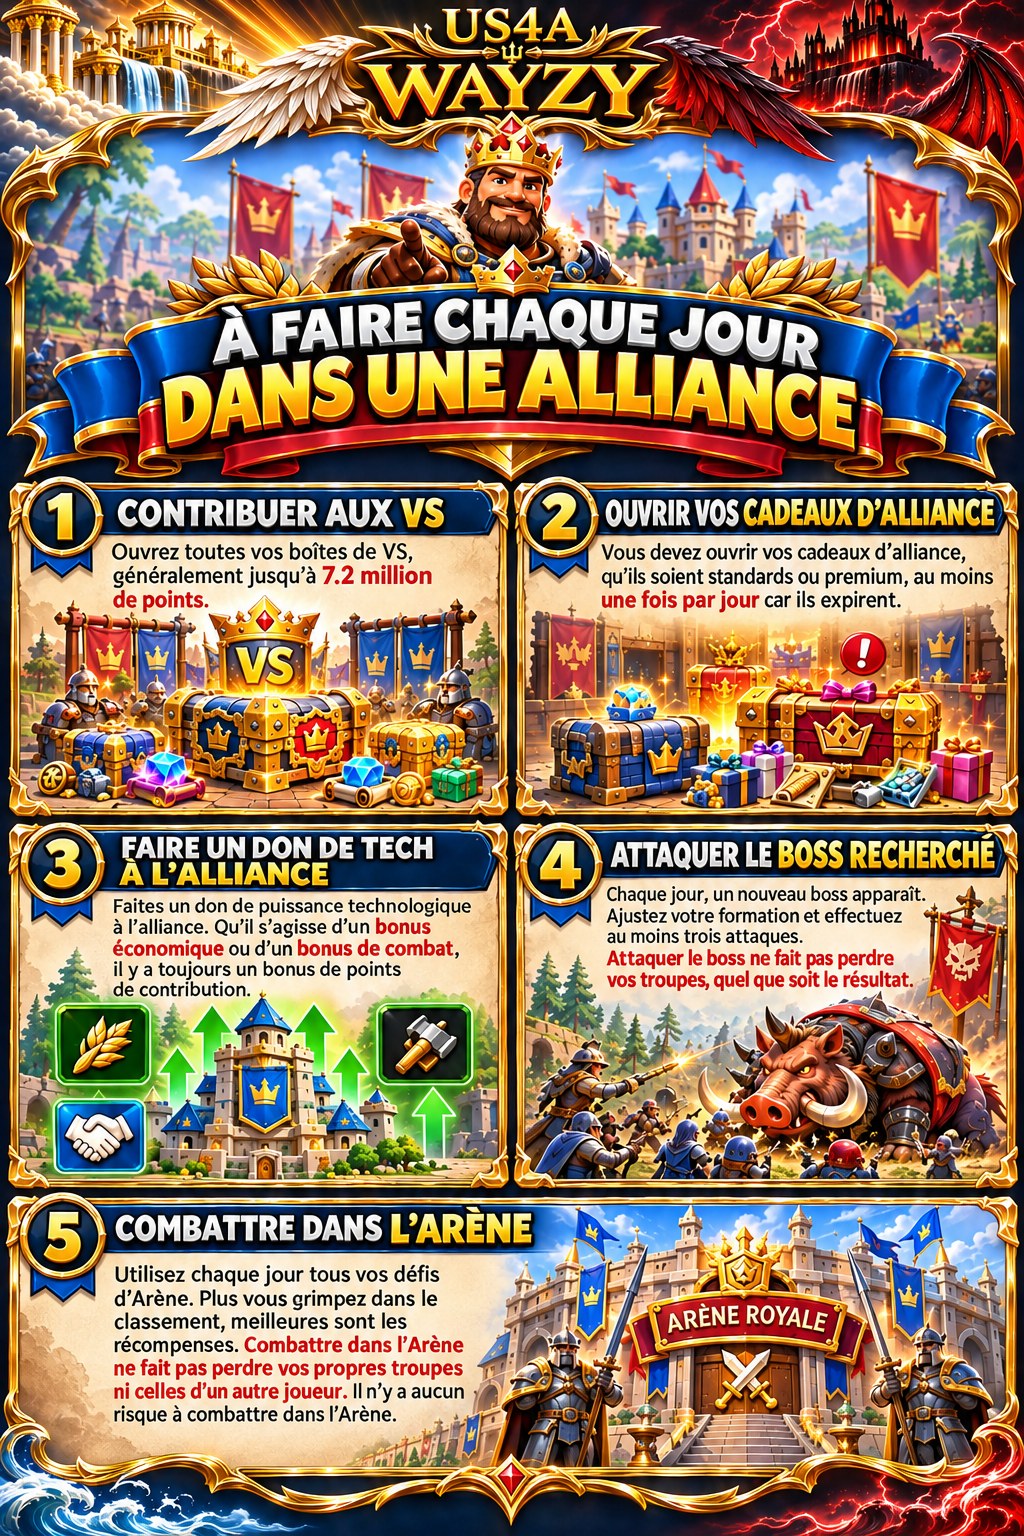 US4A
WAYZY
À FAIRE CHAQUE JOUR
DANS UNE ALLIANCE
1 CONTRIBUER AUX VS
Ouvrez toutes vos boîtes de VS,
généralement jusqu'à 7.2 million
de points.
VS
2 OUVRIR VOS CADEAUX D'ALLIANCE
Vous devez ouvrir vos cadeaux d'alliance,
qu'ils soient standards ou premium, au moins
une fois par jour car ils expirent.
!
3 FAIRE UN DON DE TECH
À L'ALLIANCE
Faites un don de puissance technologique
à l'alliance. Qu'il s'agisse d'un bonus
économique ou d'un bonus de combat,
il y a toujours un bonus de points
de contribution.
4 ATTAQUER LE BOSS RECHERCHÉ
Chaque jour, un nouveau boss apparaît.
Ajustez votre formation et effectuez
au moins trois attaques.
Attaquer le boss ne fait pas perdre
vos troupes, quel que soit le résultat.
5 COMBATTRE DANS L'ARÈNE
Utilisez chaque jour tous vos défis
d'Arène. Plus vous grimpez dans le
classement, meilleures sont les
récompenses. Combattre dans l'Arène
ne fait pas perdre vos propres troupes
ni celles d'un autre joueur. Il n'y a aucun
risque à combattre dans l'Arène.
ARÈNE ROYALE